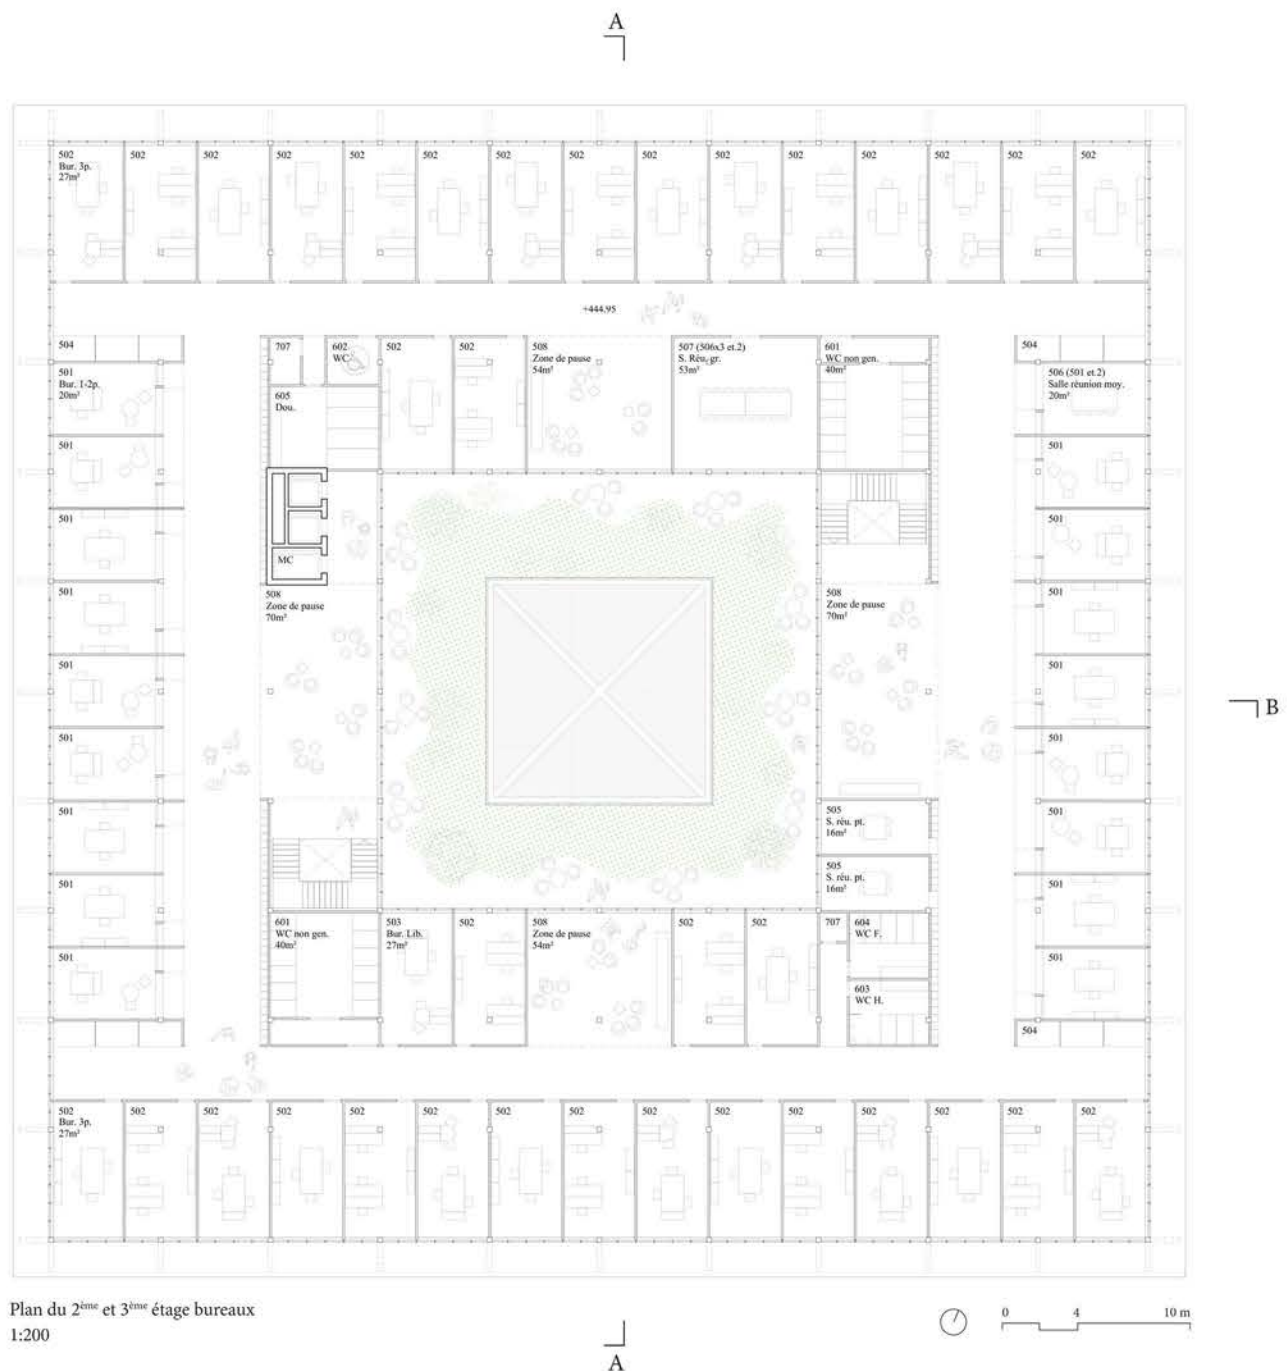 A
502
Bur. 3p.
27m²
502
502
502
502
502
502
502
502
502
502
502
502
502
502
+444.95
504
707
602
WC
502
502
508
Zone de pause
54m²
507 (506x3 et.2)
S. Réu. gr.
53m²
601
WC non gen.
40m²
504
501
Bur. 1-2p.
20m²
605
Dou.
506 (501 et.2)
Salle réunion moy.
20m²
501
501
501
501
MC
501
508
Zone de pause
70m²
508
Zone de pause
70m²
501
501
501
501
501
B
501
505
S. réu. pt.
16m²
501
501
505
S. réu. pt.
16m²
501
601
WC non gen.
40m²
503
Bur. Lib.
27m²
502
508
Zone de pause
54m²
502
502
707
604
WC F.
501
501
603
WC H.
504
502
Bur. 3p.
27m²
502
502
502
502
502
502
502
502
502
502
502
502
502
502
Plan du 2ème et 3ème étage bureaux
1:200
0 4 10 m
A